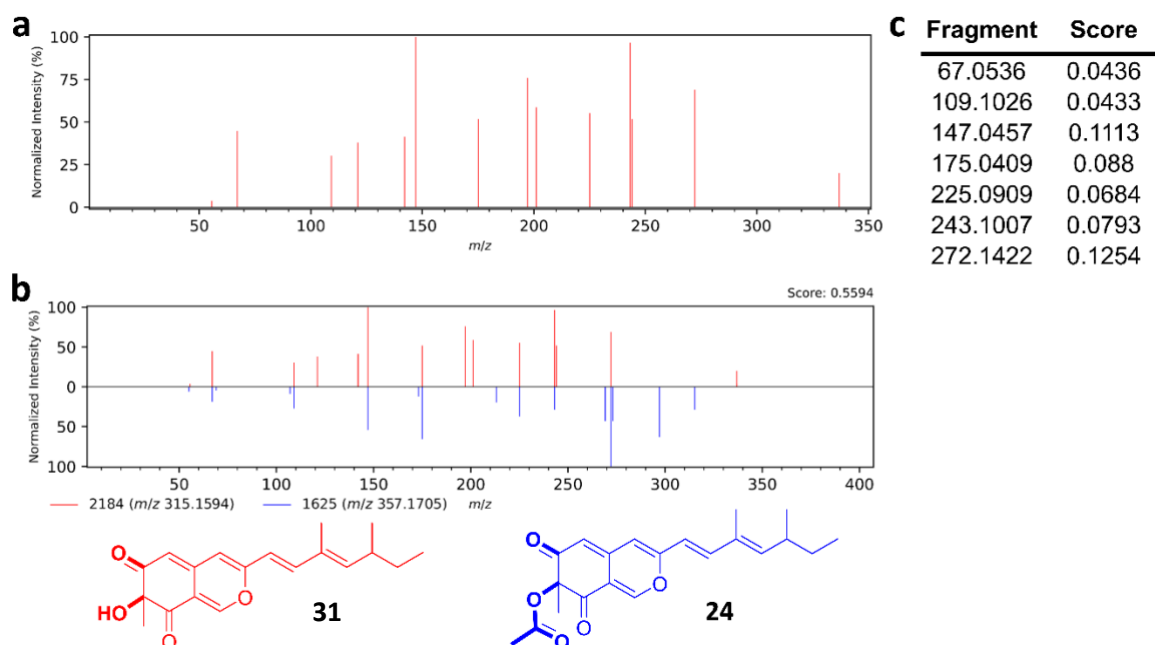 a
Normalized Intensity (%)
100
75
50
25
0
50
100
150
200
250
300
350
m/z
c
Fragment Score
67.0536 0.0436
109.1026 0.0433
147.0457 0.1113
175.0409 0.088
225.0909 0.0684
243.1007 0.0793
272.1422 0.1254
b
Score: 0.5594
Normalized Intensity (%)
100
50
0
50
100
50
100
150
200
250
300
350
400
2184 (m/z 315.1594) 1625 (m/z 357.1705) m/z
O
HO
O
O
31
O
O
O
O
O
24